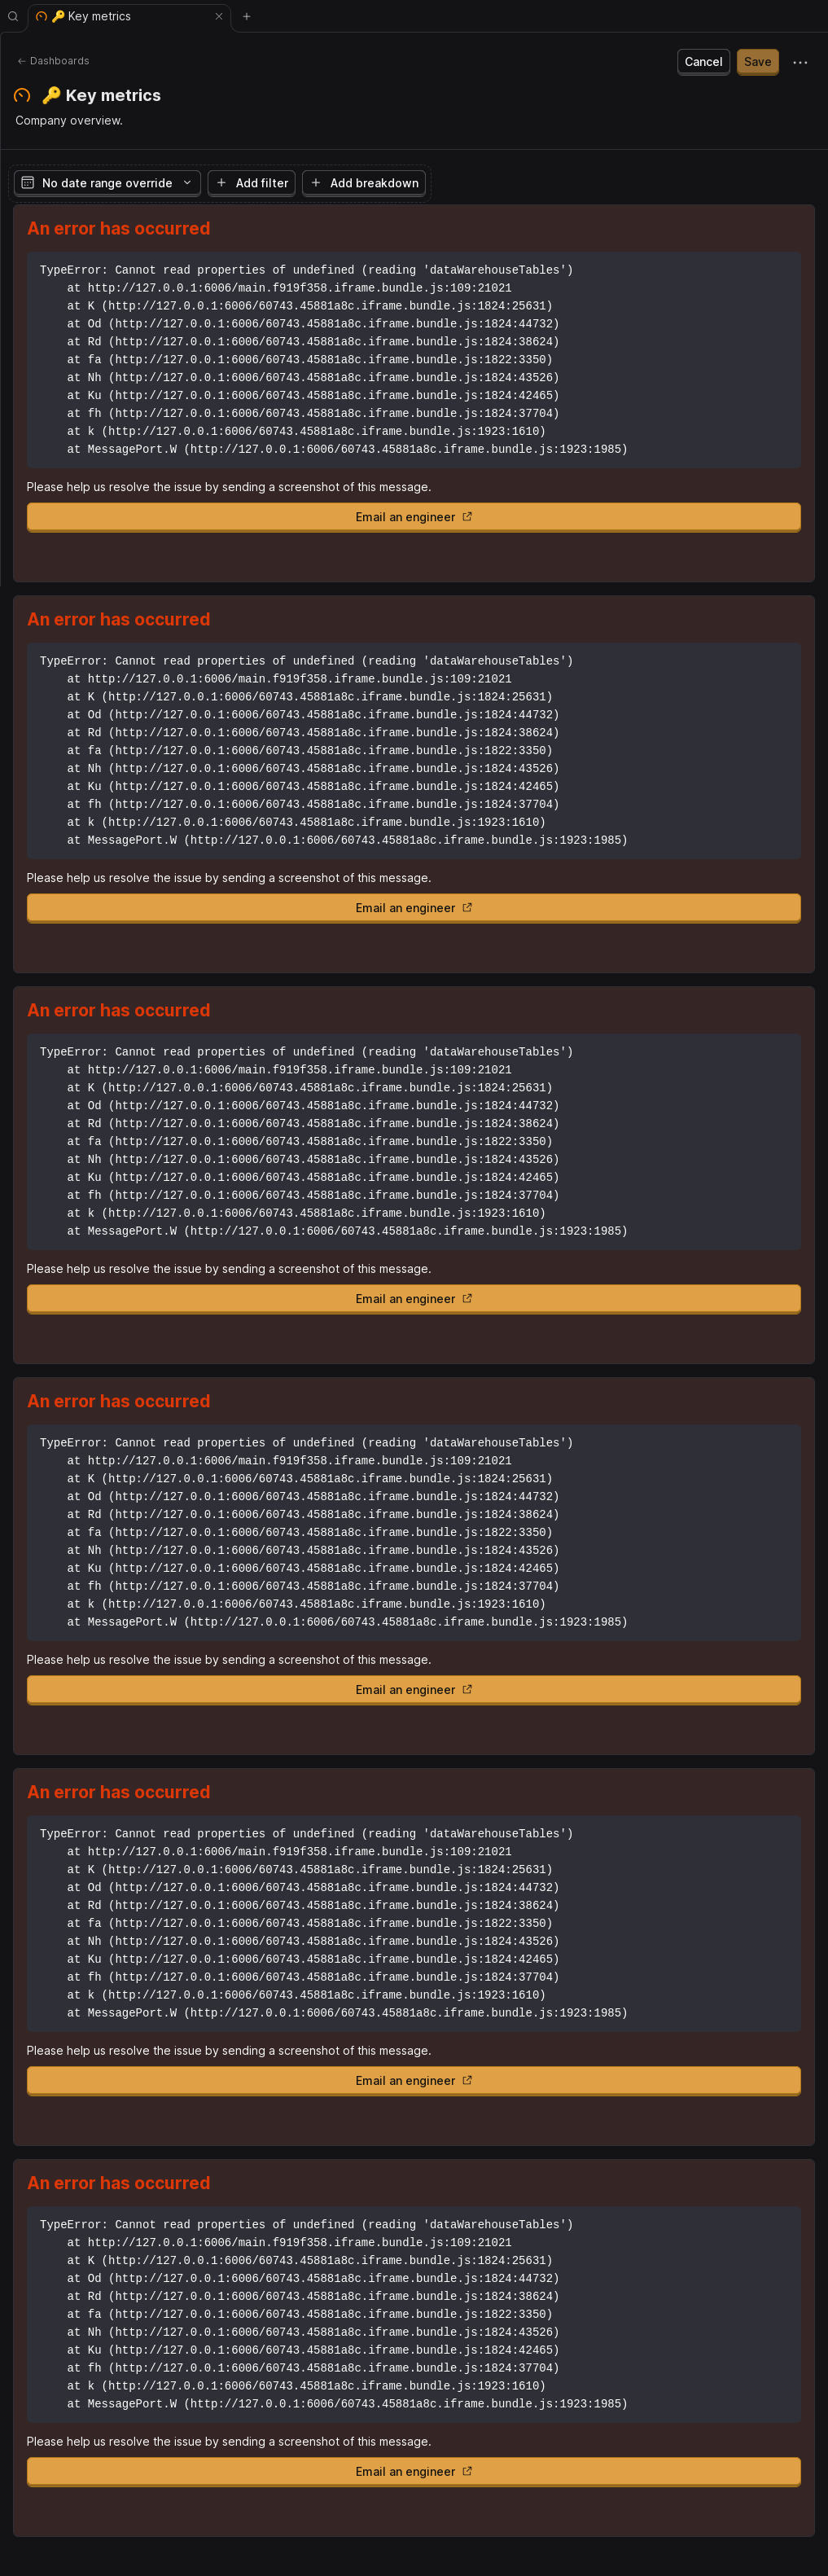 🔑 Key metrics
Dashboards
Cancel
Save
🔑 Key metrics
Company overview.
No date range override
Add filter
Add breakdown
An error has occurred
TypeError: Cannot read properties of undefined (reading 'dataWarehouseTables')
at http://127.0.0.1:6006/main.f919f358.iframe.bundle.js:109:21021
at K (http://127.0.0.1:6006/60743.45881a8c.iframe.bundle.js:1824:25631)
at Od (http://127.0.0.1:6006/60743.45881a8c.iframe.bundle.js:1824:44732)
at Rd (http://127.0.0.1:6006/60743.45881a8c.iframe.bundle.js:1824:38624)
at fa (http://127.0.0.1:6006/60743.45881a8c.iframe.bundle.js:1822:3350)
at Nh (http://127.0.0.1:6006/60743.45881a8c.iframe.bundle.js:1824:43526)
at Ku (http://127.0.0.1:6006/60743.45881a8c.iframe.bundle.js:1824:42465)
at fh (http://127.0.0.1:6006/60743.45881a8c.iframe.bundle.js:1824:37704)
at k (http://127.0.0.1:6006/60743.45881a8c.iframe.bundle.js:1923:1610)
at MessagePort.W (http://127.0.0.1:6006/60743.45881a8c.iframe.bundle.js:1923:1985)
Please help us resolve the issue by sending a screenshot of this message.
Email an engineer
An error has occurred
TypeError: Cannot read properties of undefined (reading 'dataWarehouseTables')
at http://127.0.0.1:6006/main.f919f358.iframe.bundle.js:109:21021
at K (http://127.0.0.1:6006/60743.45881a8c.iframe.bundle.js:1824:25631)
at Od (http://127.0.0.1:6006/60743.45881a8c.iframe.bundle.js:1824:44732)
at Rd (http://127.0.0.1:6006/60743.45881a8c.iframe.bundle.js:1824:38624)
at fa (http://127.0.0.1:6006/60743.45881a8c.iframe.bundle.js:1822:3350)
at Nh (http://127.0.0.1:6006/60743.45881a8c.iframe.bundle.js:1824:43526)
at Ku (http://127.0.0.1:6006/60743.45881a8c.iframe.bundle.js:1824:42465)
at fh (http://127.0.0.1:6006/60743.45881a8c.iframe.bundle.js:1824:37704)
at k (http://127.0.0.1:6006/60743.45881a8c.iframe.bundle.js:1923:1610)
at MessagePort.W (http://127.0.0.1:6006/60743.45881a8c.iframe.bundle.js:1923:1985)
Please help us resolve the issue by sending a screenshot of this message.
Email an engineer
An error has occurred
TypeError: Cannot read properties of undefined (reading 'dataWarehouseTables')
at http://127.0.0.1:6006/main.f919f358.iframe.bundle.js:109:21021
at K (http://127.0.0.1:6006/60743.45881a8c.iframe.bundle.js:1824:25631)
at Od (http://127.0.0.1:6006/60743.45881a8c.iframe.bundle.js:1824:44732)
at Rd (http://127.0.0.1:6006/60743.45881a8c.iframe.bundle.js:1824:38624)
at fa (http://127.0.0.1:6006/60743.45881a8c.iframe.bundle.js:1822:3350)
at Nh (http://127.0.0.1:6006/60743.45881a8c.iframe.bundle.js:1824:43526)
at Ku (http://127.0.0.1:6006/60743.45881a8c.iframe.bundle.js:1824:42465)
at fh (http://127.0.0.1:6006/60743.45881a8c.iframe.bundle.js:1824:37704)
at k (http://127.0.0.1:6006/60743.45881a8c.iframe.bundle.js:1923:1610)
at MessagePort.W (http://127.0.0.1:6006/60743.45881a8c.iframe.bundle.js:1923:1985)
Please help us resolve the issue by sending a screenshot of this message.
Email an engineer
An error has occurred
TypeError: Cannot read properties of undefined (reading 'dataWarehouseTables')
at http://127.0.0.1:6006/main.f919f358.iframe.bundle.js:109:21021
at K (http://127.0.0.1:6006/60743.45881a8c.iframe.bundle.js:1824:25631)
at Od (http://127.0.0.1:6006/60743.45881a8c.iframe.bundle.js:1824:44732)
at Rd (http://127.0.0.1:6006/60743.45881a8c.iframe.bundle.js:1824:38624)
at fa (http://127.0.0.1:6006/60743.45881a8c.iframe.bundle.js:1822:3350)
at Nh (http://127.0.0.1:6006/60743.45881a8c.iframe.bundle.js:1824:43526)
at Ku (http://127.0.0.1:6006/60743.45881a8c.iframe.bundle.js:1824:42465)
at fh (http://127.0.0.1:6006/60743.45881a8c.iframe.bundle.js:1824:37704)
at k (http://127.0.0.1:6006/60743.45881a8c.iframe.bundle.js:1923:1610)
at MessagePort.W (http://127.0.0.1:6006/60743.45881a8c.iframe.bundle.js:1923:1985)
Please help us resolve the issue by sending a screenshot of this message.
Email an engineer
An error has occurred
TypeError: Cannot read properties of undefined (reading 'dataWarehouseTables')
at http://127.0.0.1:6006/main.f919f358.iframe.bundle.js:109:21021
at K (http://127.0.0.1:6006/60743.45881a8c.iframe.bundle.js:1824:25631)
at Od (http://127.0.0.1:6006/60743.45881a8c.iframe.bundle.js:1824:44732)
at Rd (http://127.0.0.1:6006/60743.45881a8c.iframe.bundle.js:1824:38624)
at fa (http://127.0.0.1:6006/60743.45881a8c.iframe.bundle.js:1822:3350)
at Nh (http://127.0.0.1:6006/60743.45881a8c.iframe.bundle.js:1824:43526)
at Ku (http://127.0.0.1:6006/60743.45881a8c.iframe.bundle.js:1824:42465)
at fh (http://127.0.0.1:6006/60743.45881a8c.iframe.bundle.js:1824:37704)
at k (http://127.0.0.1:6006/60743.45881a8c.iframe.bundle.js:1923:1610)
at MessagePort.W (http://127.0.0.1:6006/60743.45881a8c.iframe.bundle.js:1923:1985)
Please help us resolve the issue by sending a screenshot of this message.
Email an engineer
An error has occurred
TypeError: Cannot read properties of undefined (reading 'dataWarehouseTables')
at http://127.0.0.1:6006/main.f919f358.iframe.bundle.js:109:21021
at K (http://127.0.0.1:6006/60743.45881a8c.iframe.bundle.js:1824:25631)
at Od (http://127.0.0.1:6006/60743.45881a8c.iframe.bundle.js:1824:44732)
at Rd (http://127.0.0.1:6006/60743.45881a8c.iframe.bundle.js:1824:38624)
at fa (http://127.0.0.1:6006/60743.45881a8c.iframe.bundle.js:1822:3350)
at Nh (http://127.0.0.1:6006/60743.45881a8c.iframe.bundle.js:1824:43526)
at Ku (http://127.0.0.1:6006/60743.45881a8c.iframe.bundle.js:1824:42465)
at fh (http://127.0.0.1:6006/60743.45881a8c.iframe.bundle.js:1824:37704)
at k (http://127.0.0.1:6006/60743.45881a8c.iframe.bundle.js:1923:1610)
at MessagePort.W (http://127.0.0.1:6006/60743.45881a8c.iframe.bundle.js:1923:1985)
Please help us resolve the issue by sending a screenshot of this message.
Email an engineer